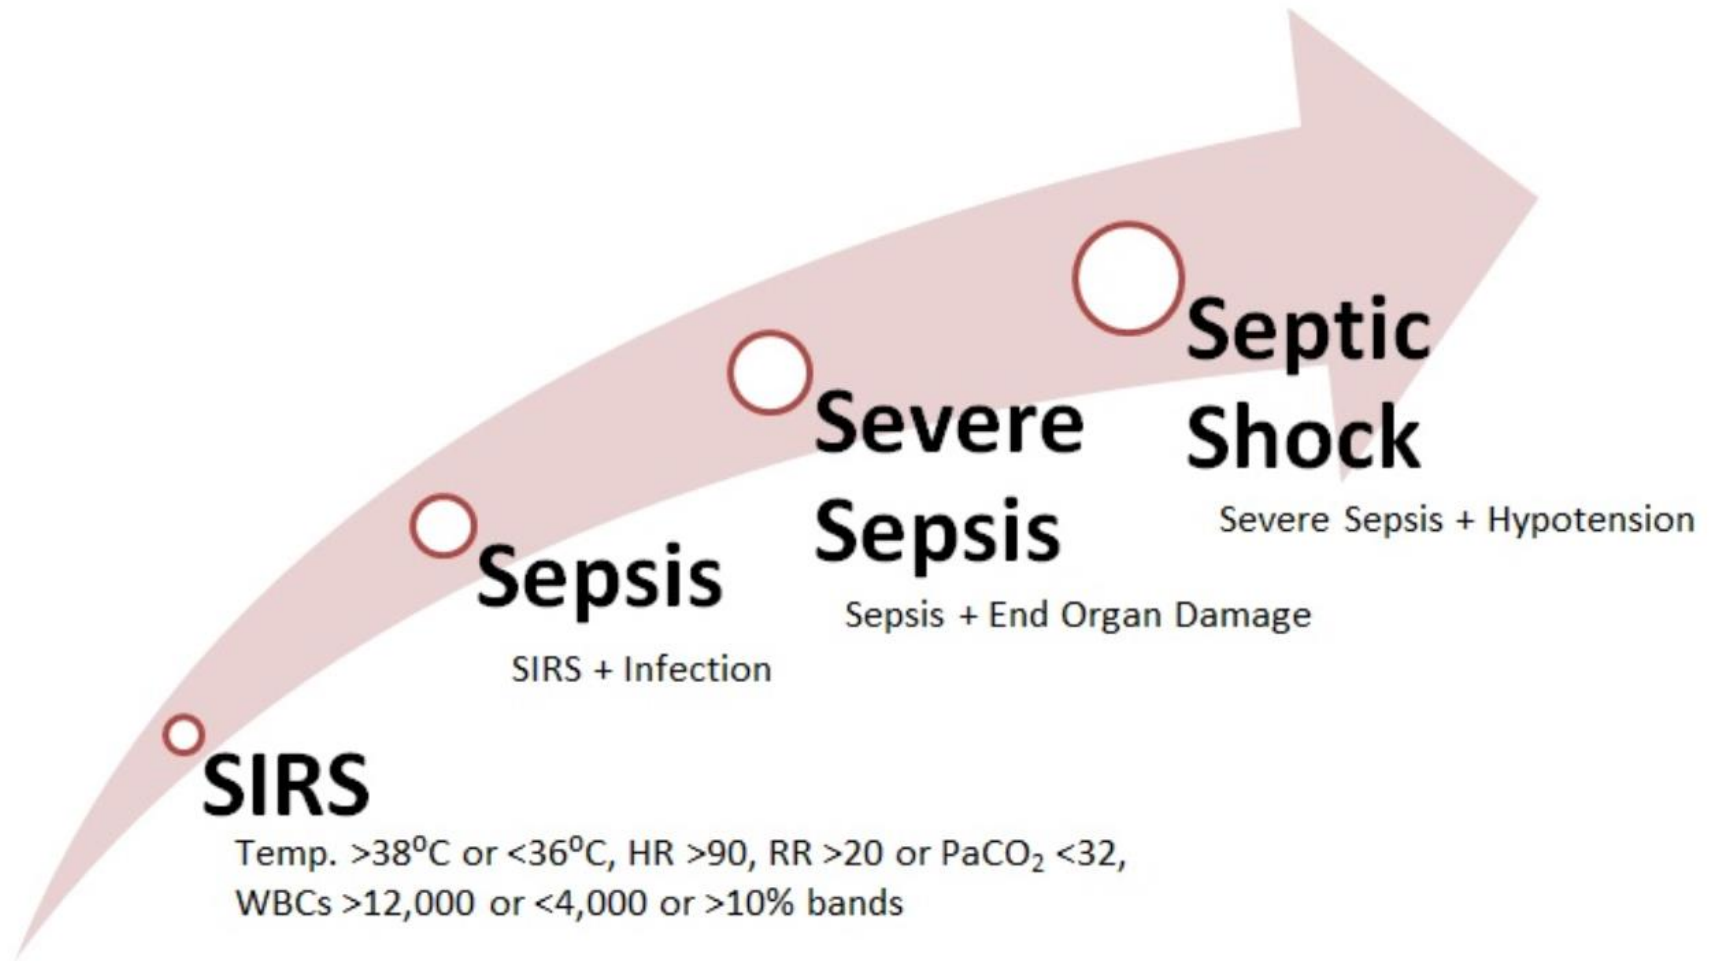 SIRS
Temp. >38⁰C or <36⁰C, HR >90, RR >20 or PaCO₂ <32,
WBCs >12,000 or <4,000 or >10% bands
Sepsis
SIRS + Infection
Severe
Sepsis
Sepsis + End Organ Damage
Septic
Shock
Severe Sepsis + Hypotension